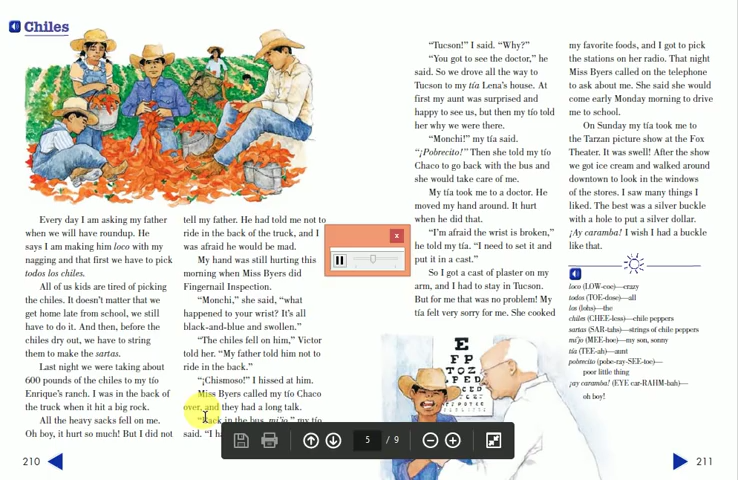 Chiles
Every day I am asking my father
when we will have roundup. He
says I am making him loco with my
nagging and that first we have to pick
todos los chiles.
All of us kids are tired of picking
the chiles. It doesn't matter that we
get home late from school, we still
have to do it. And then, before the
chiles dry out, we have to string
them to make the sartas.
Last night we were taking about
600 pounds of the chiles to my tío
Enrique's ranch. I was in the back of
the truck when it hit a big rock.
All the heavy sacks fell on me.
Oh boy, it hurt so much! But I did not
tell my father. He had told me not to
ride in the back of the truck, and I
was afraid he would be mad.
My hand was still hurting this
morning when Miss Byers did
Fingernail Inspection.
"Monchi," she said, "what
happened to your wrist? It's all
black-and-blue and swollen."
"The chiles fell on him," Victor
told her. "My father told him not to
ride in the back."
"¡Chismoso!" I hissed at him.
Miss Byers called my tío Chaco
over, and they had a long talk.
"Back in the bus, mi'jo," my tío
said. "I
"Tucson!" I said. "Why?"
"You got to see the doctor," he
said. So we drove all the way to
Tucson to my tía Lena's house. At
first my aunt was surprised and
happy to see us, but then my tío told
her why we were there.
"Monchi!" my tía said.
"¡Pobrecito!" Then she told my tío
Chaco to go back with the bus and
she would take care of me.
My tía took me to a doctor. He
moved my hand around. It hurt
when he did that.
"I'm afraid the wrist is broken,"
he told my tía. "I need to set it and
put it in a cast."
So I got a cast of plaster on my
arm, and I had to stay in Tucson.
But for me that was no problem! My
tía felt very sorry for me. She cooked
my favorite foods, and I got to pick
the stations on her radio. That night
Miss Byers called on the telephone
to ask about me. She said she would
come early Monday morning to drive
me to school.
On Sunday my tía took me to
the Tarzan picture show at the Fox
Theater. It was swell! After the show
we got ice cream and walked around
downtown to look in the windows
of the stores. I saw many things I
liked. The best was a silver buckle
with a hole to put a silver dollar.
¡Ay caramba! I wish I had a buckle
like that.
loco (LOW-coe)—crazy
todos (TOE-dose)—all
los (lohs)—the
chiles (CHEE-less)—chile peppers
sartas (SAR-tahs)—strings of chile peppers
mi'jo (MEE-hoe)—my son, sonny
tía (TEE-ah)—aunt
pobrecito (pobe-ray-SEE-toe)—
poor little thing
¡ay caramba! (EYE car-RAHM-bah)—
oh boy!
E
F P
T O Z
L P E D
210
5 / 9
211